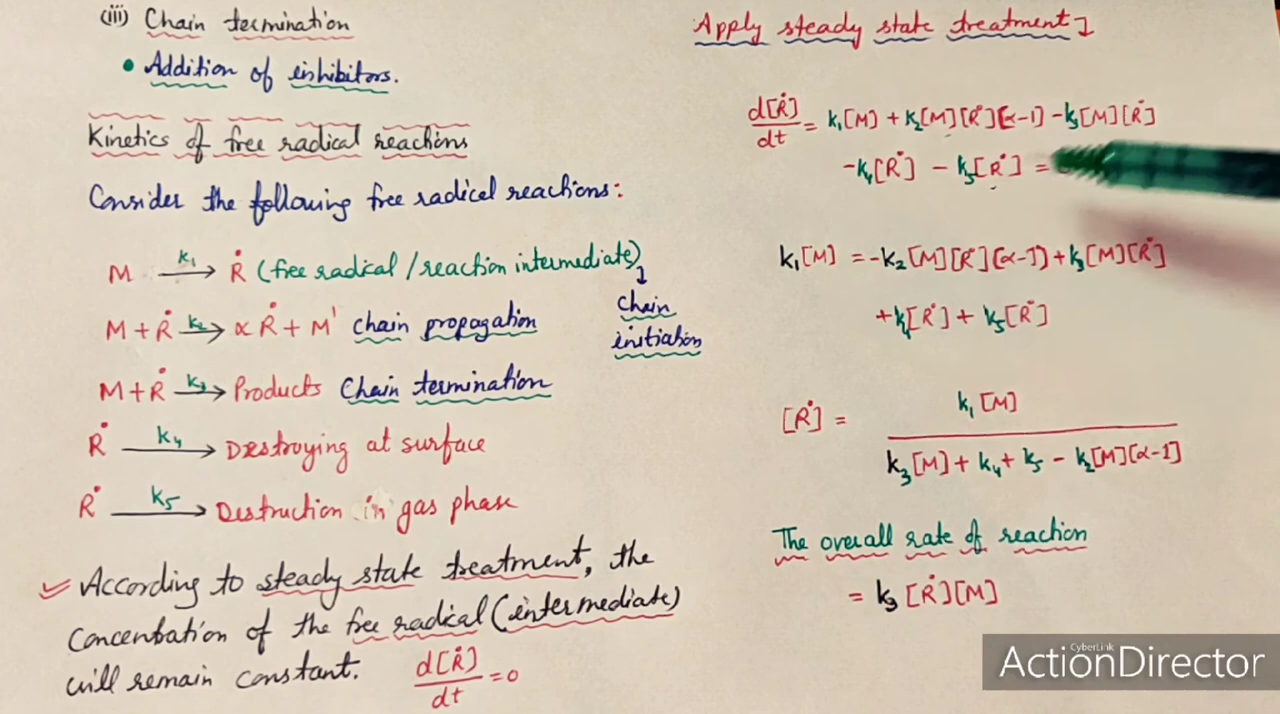 (iii) Chain termination
• Addition of inhibitors.
Kinetics of free radical reactions
Consider the following free radical reactions:
M —k₁→ Ṙ (free radical / reaction intermediate)
↓
Chain
initiation
M + Ṙ —k₂→ ∝ Ṙ + M' Chain propagation
M + Ṙ —k₃→ Products Chain termination
R˙ —k₄→ Destroying at surface
R˙ —k₅→ Destruction in gas phase
✓ According to steady state treatment, the
Concentration of the free radical (intermediate)
will remain constant. d[Ṙ]/dt = 0
Apply steady state treatment]
d[Ṙ]/dt = k₁[M] + k₂[M][R˙][∝-1) - k₃[M][R˙]
-k₄[R˙] - k₅[R˙] =
k₁[M] = -k₂[M][R˙](∝-1) + k₃[M][R˙]
+k₄[R˙] + k₅[R˙]
[R˙] = k₁[M] / k₃[M] + k₄ + k₅ - k₂[M][∝-1]
The overall rate of reaction
= k₃ [Ṙ][M]
CyberLink
ActionDirector